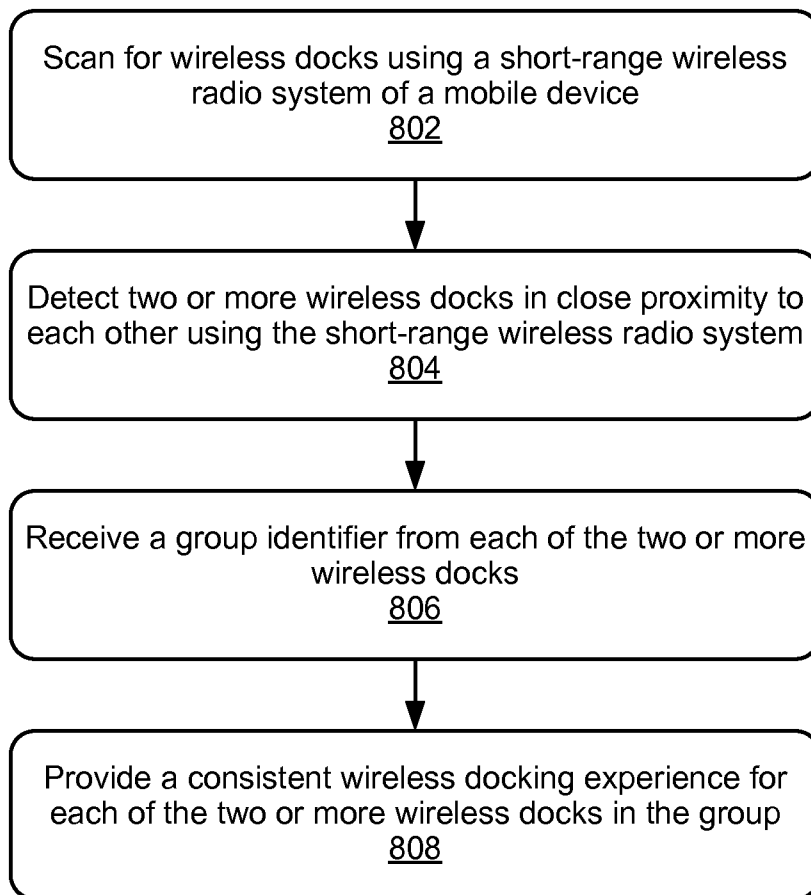 Scan for wireless docks using a short-range wireless
radio system of a mobile device
802
Detect two or more wireless docks in close proximity to
each other using the short-range wireless radio system
804
Receive a group identifier from each of the two or more
wireless docks
806
Provide a consistent wireless docking experience for
each of the two or more wireless docks in the group
808